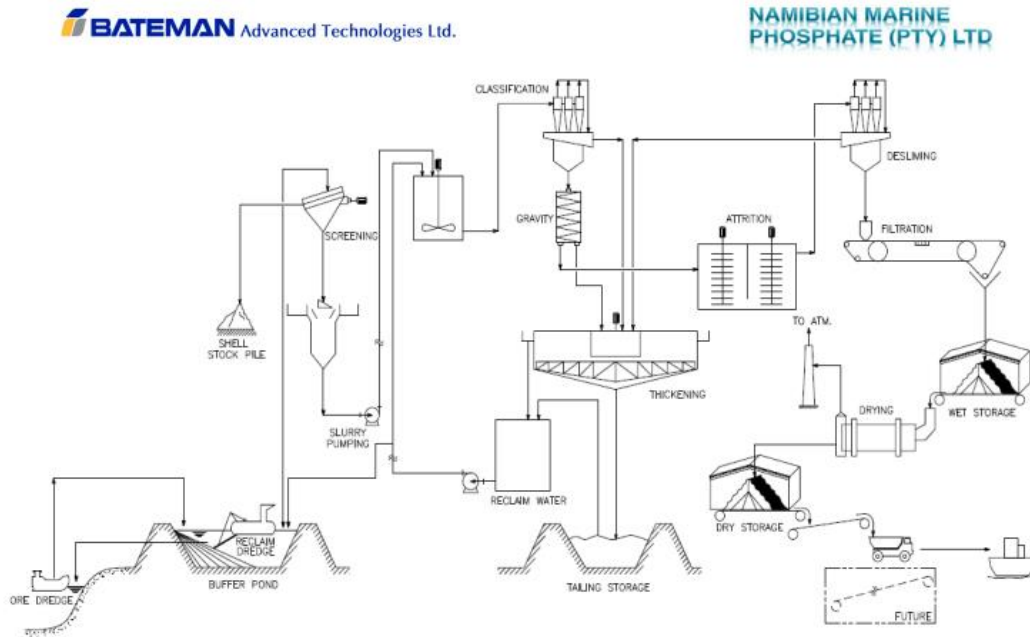 BATEMAN Advanced Technologies Ltd.
NAMIBIAN MARINE
PHOSPHATE (PTY) LTD
CLASSIFICATION
DESLIMING
SCREENING
GRAVITY
ATTRITION
FILTRATION
SHELL
STOCK PILE
TO ATM.
THICKENING
WET STORAGE
DRYING
SLURRY
PUMPING
RECLAIM WATER
DRY STORAGE
RECLAIM
DREDGE
BUFFER POND
TAILING STORAGE
ORE DREDGE
FUTURE